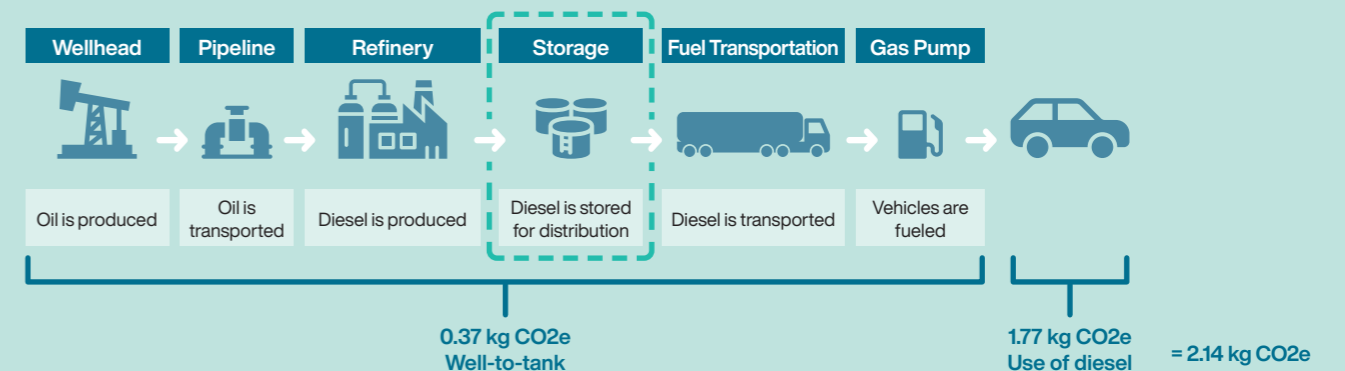 Wellhead
Pipeline
Refinery
Storage
Fuel Transportation
Gas Pump
Oil is produced
Oil is
transported
Diesel is produced
Diesel is stored
for distribution
Diesel is transported
Vehicles are
fueled
0.37 kg CO2e
Well-to-tank
1.77 kg CO2e
Use of diesel
= 2.14 kg CO2e